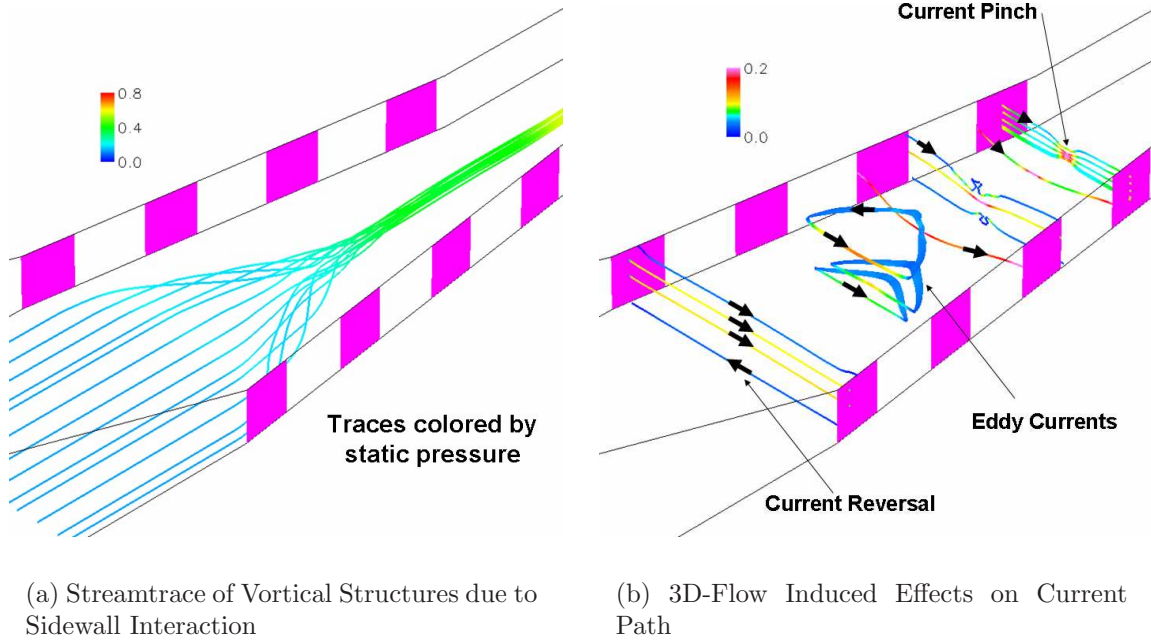 0.8
0.4
0.0
Traces colored by
static pressure
Current Pinch
0.2
0.0
Eddy Currents
Current Reversal
(a) Streamtrace of Vortical Structures due to
Sidewall Interaction
(b) 3D-Flow Induced Effects on Current
Path